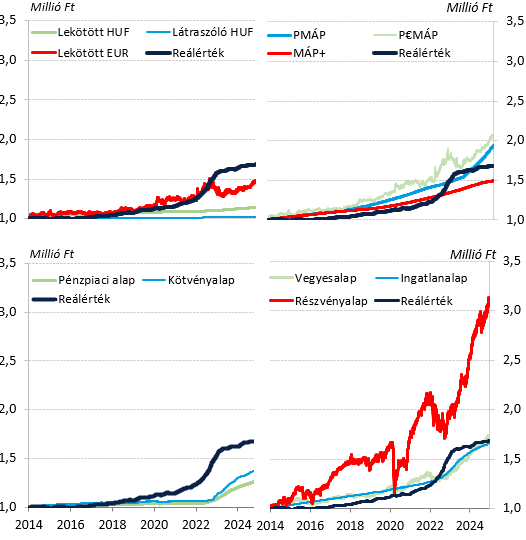 Millió Ft
3,5
Lekötött HUF
Látraszóló HUF
Lekötött EUR
Reálérték
3,0
2,5
2,0
1,5
1,0
Millió Ft
3,5
PMÁP
P€MÁP
MÁP+
Reálérték
3,0
2,5
2,0
1,5
1,0
Millió Ft
3,5
Pénzpiaci alap
Kötvényalap
Reálérték
3,0
2,5
2,0
1,5
1,0
2014 2016 2018 2020 2022 2024
Millió Ft
3,5
Vegyesalap
Ingatlanalap
Részvényalap
Reálérték
3,0
2,5
2,0
1,5
1,0
2014 2016 2018 2020 2022 2024